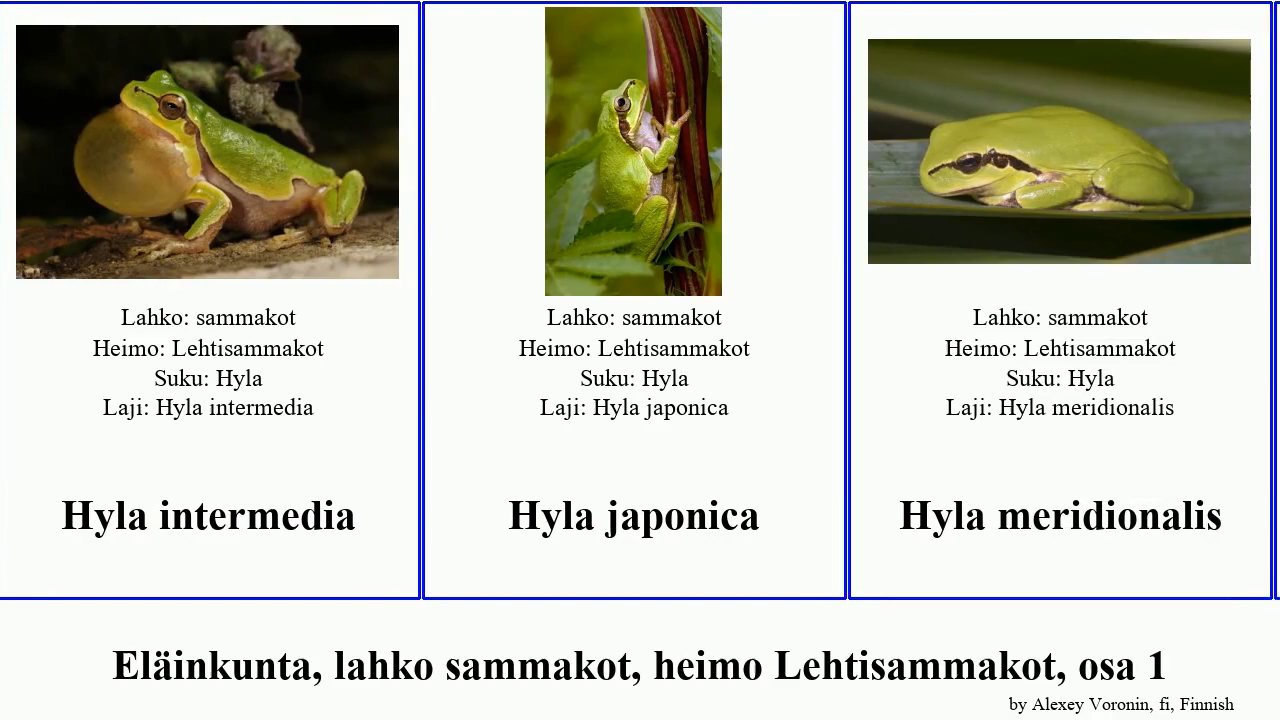 Lahko: sammakot
Heimo: Lehtisammakot
Suku: Hyla
Laji: Hyla intermedia
Hyla intermedia
Lahko: sammakot
Heimo: Lehtisammakot
Suku: Hyla
Laji: Hyla japonica
Hyla japonica
Lahko: sammakot
Heimo: Lehtisammakot
Suku: Hyla
Laji: Hyla meridionalis
Hyla meridionalis
Eläinkunta, lahko sammakot, heimo Lehtisammakot, osa 1
by Alexey Voronin, fi, Finnish